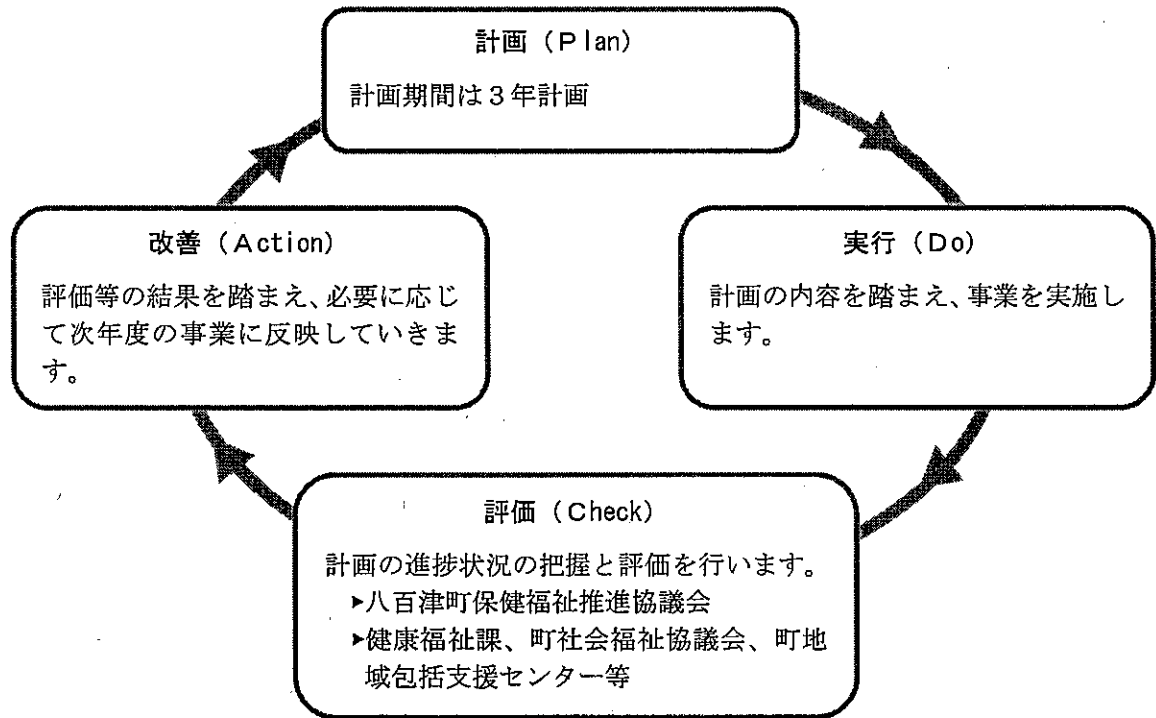 計画（Plan）
計画期間は３年計画
改善（Action）
評価等の結果を踏まえ、必要に応じ
て次年度の事業に反映していきま
す。
実行（Do）
計画の内容を踏まえ、事業を実施し
ます。
評価（Check）
計画の進捗状況の把握と評価を行います。
➤八百津町保健福祉推進協議会
➤健康福祉課、町社会福祉協議会、町地
域包括支援センター等